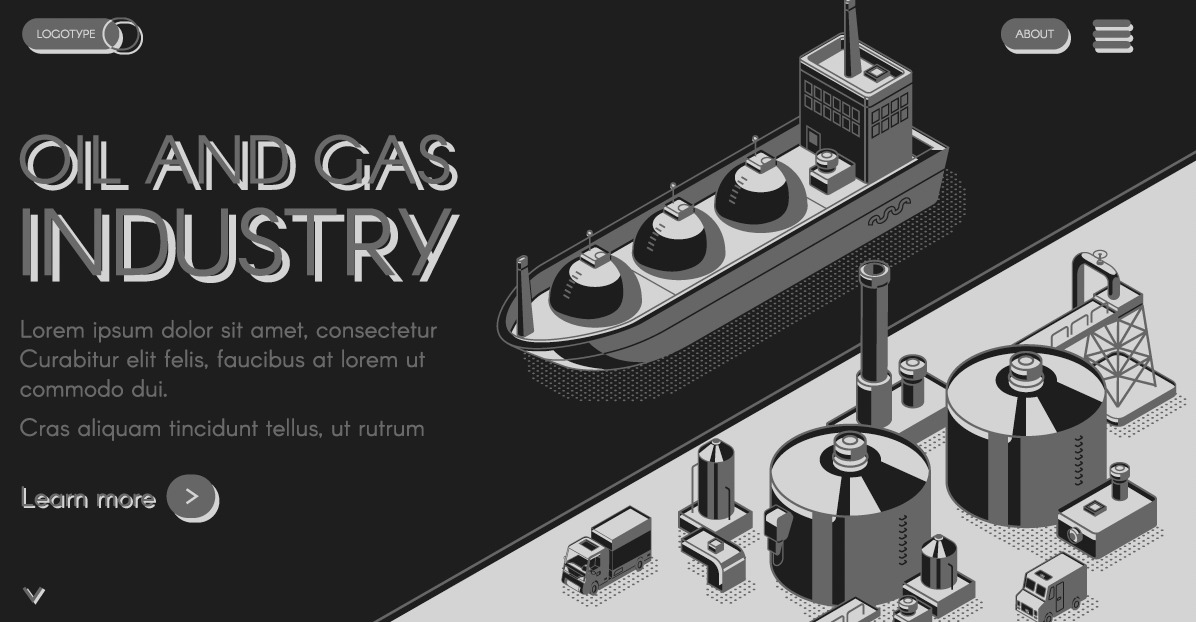 LOGOTYPE
ABOUT
OIL AND GAS
INDUSTRY
Lorem ipsum dolor sit amet, consectetur
Curabitur elit felis, faucibus at lorem ut
commodo dui.
Cras aliquam tincidunt tellus, ut rutrum
Learn more